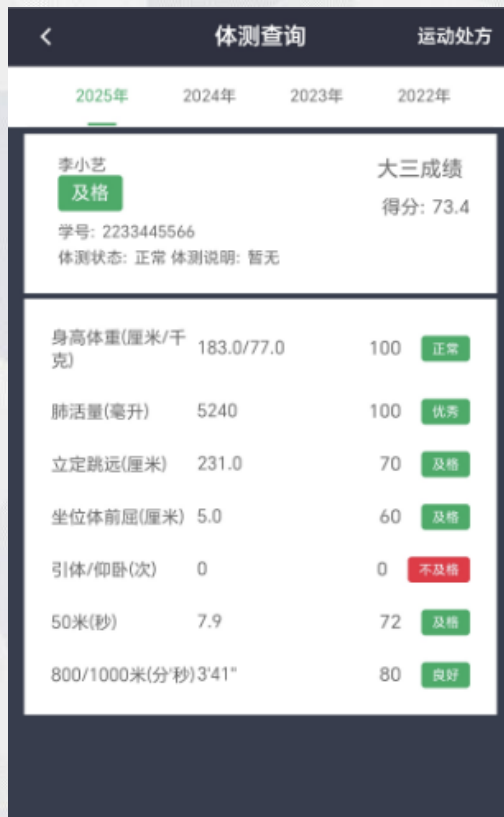 体测查询 运动处方
2025年 2024年 2023年 2022年
李小艺 大三成绩
及格 得分: 73.4
学号: 2233445566
体测状态: 正常 体测说明: 暂无
身高体重(厘米/千
克) 183.0/77.0 100 正常
肺活量(毫升) 5240 100 优秀
立定跳远(厘米) 231.0 70 及格
坐位体前屈(厘米) 5.0 60 及格
引体/仰卧(次) 0 0 不及格
50米(秒) 7.9 72 及格
800/1000米(分'秒) 3'41" 80 良好